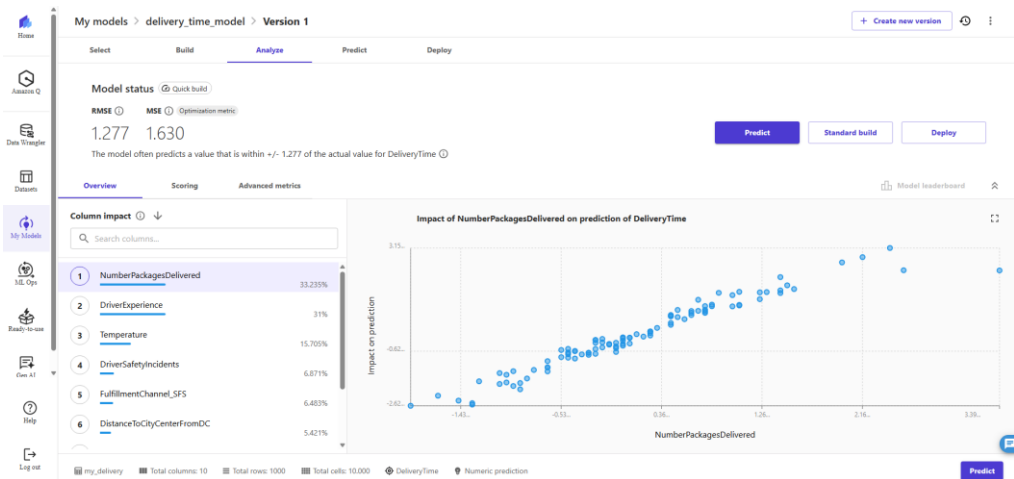 My models > delivery_time_model > Version 1
+ Create new version
Home
Select Build Analyze Predict Deploy
Amazon Q
Model status Quick build
RMSE MSE Optimization metric
1.277 1.630
Predict Standard build Deploy
Data Wrangler
The model often predicts a value that is within +/- 1.277 of the actual value for DeliveryTime
Datasets
Overview Scoring Advanced metrics
Model leaderboard
Column impact
Impact of NumberPackagesDelivered on prediction of DeliveryTime
My Models
Search columns...
3.15..
1 NumberPackagesDelivered 33.235%
ML Ops
2 DriverExperience 31%
3 Temperature 15.705%
Ready-to-use
Impact on prediction
-0.62..
4 DriverSafetyIncidents 6.871%
Gen AI
5 FulfillmentChannel_SFS 6.483%
-2.62..
-1.43.. -0.53.. 0.36.. 1.26.. 2.16.. 3.39..
Help
6 DistanceToCityCenterFromDC 5.421%
NumberPackagesDelivered
Log out
my_delivery Total columns: 10 Total rows: 1000 Total cells: 10,000 DeliveryTime Numeric prediction
Predict